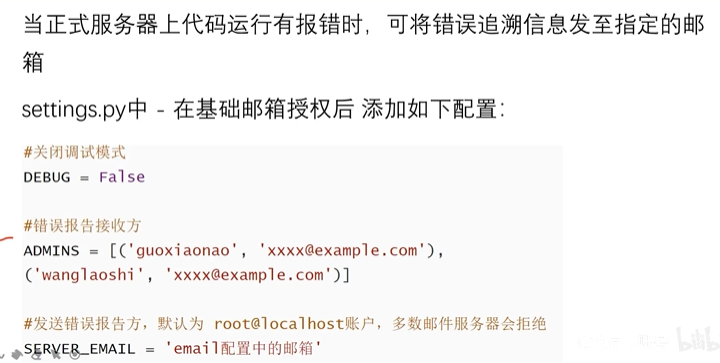 当正式服务器上代码运行有报错时，可将错误追溯信息发至指定的邮
箱
settings.py中 - 在基础邮箱授权后 添加如下配置：
#关闭调试模式
DEBUG = False
#错误报告接收方
ADMINS = [('guoxiaonao', 'xxxx@example.com'),
('wanglaoshi', 'xxxx@example.com')]
#发送错误报告方，默认为 root@localhost账户，多数邮件服务器会拒绝
SERVER_EMAIL = 'email配置中的邮箱'
bilibili